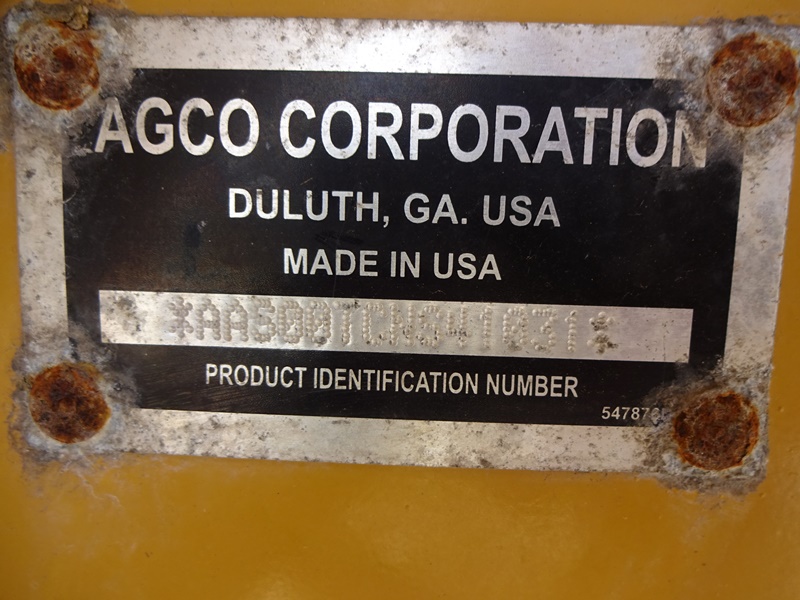 AGCO CORPORATION
DULUTH, GA. USA
MADE IN USA
PRODUCT IDENTIFICATION NUMBER